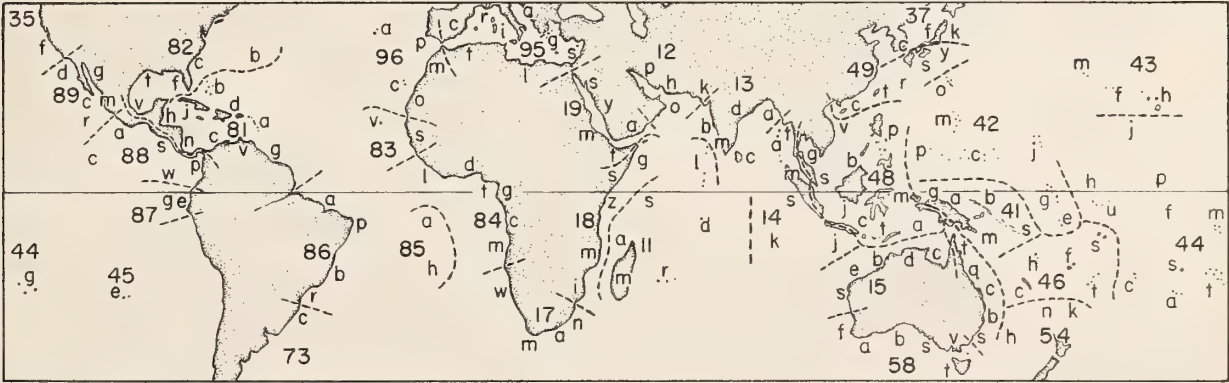 35 82 96 95 12 37
a l c r i a g s p f k
f c b p t l m s p h k 13 49 c s y m 43
d g t f b c 19 o d t r o f h
89 c m v h j d a o y b a t v c m 42 j
r a s n c 81 v g v s m a l m c a g p p c j
c 88 p 83 d t f g m s b 48 h p
w l g s s s m g a b g u f m
g e a p a 84 c 18 z s d 14 j c t a 41 s e s 44
87 86 85 m a 11 k j b d c t m h f s
44 45 b h m m r e q c 46 t c a t
g e r w i s 15 c n k
c 17 n f b h 54
73 m a a b s v s
58 t